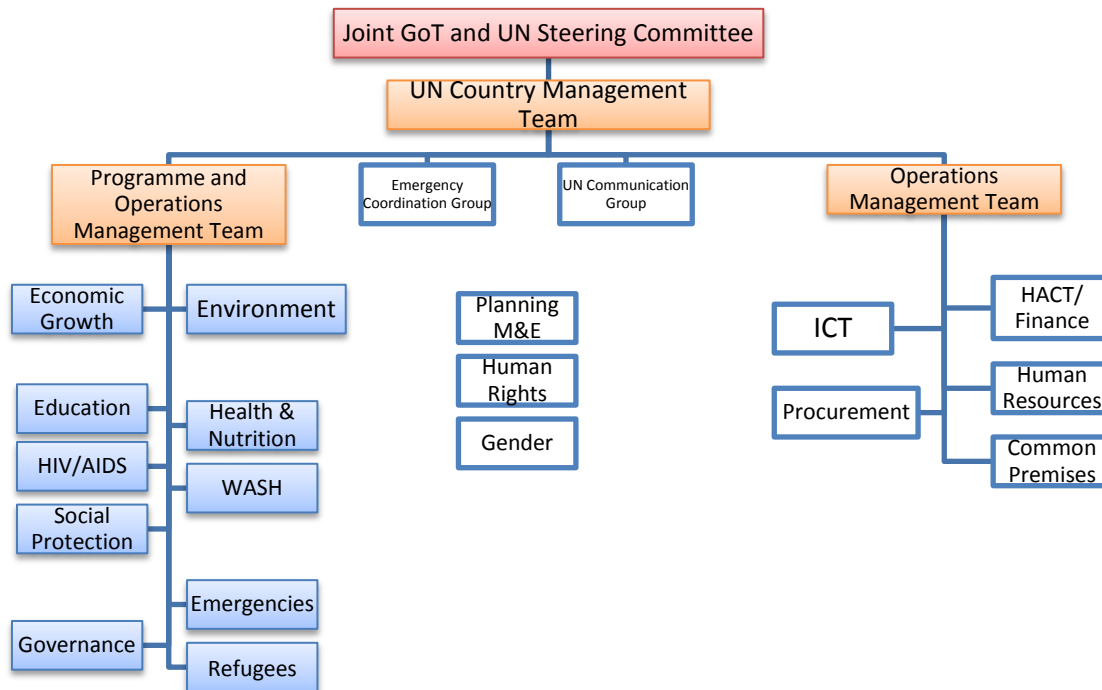 Joint GoT and UN Steering Committee
UN Country Management
Team
Programme and
Operations
Management Team
Emergency
Coordination Group
UN Communication
Group
Operations
Management Team
Economic
Growth
Environment
Education
Health &
Nutrition
HIV/AIDS
WASH
Social
Protection
Emergencies
Governance
Refugees
Planning
M&E
Human
Rights
Gender
ICT
HACT/
Finance
Procurement
Human
Resources
Common
Premises